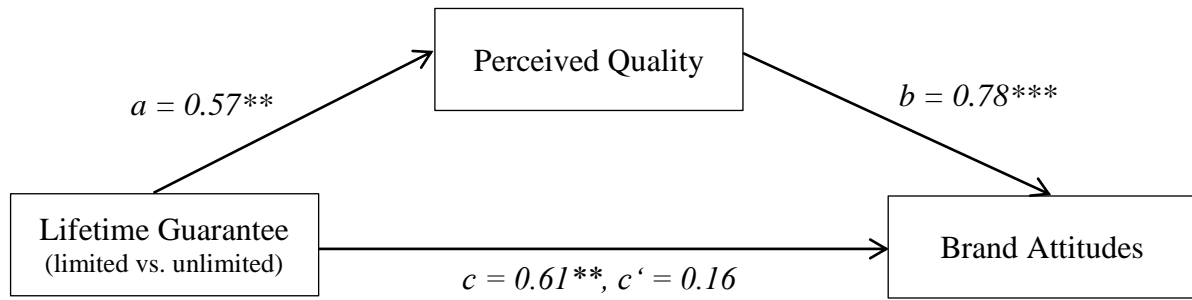 Perceived Quality
a = 0.57**
b = 0.78***
Lifetime Guarantee
(limited vs. unlimited)
Brand Attitudes
c = 0.61**, c‘ = 0.16